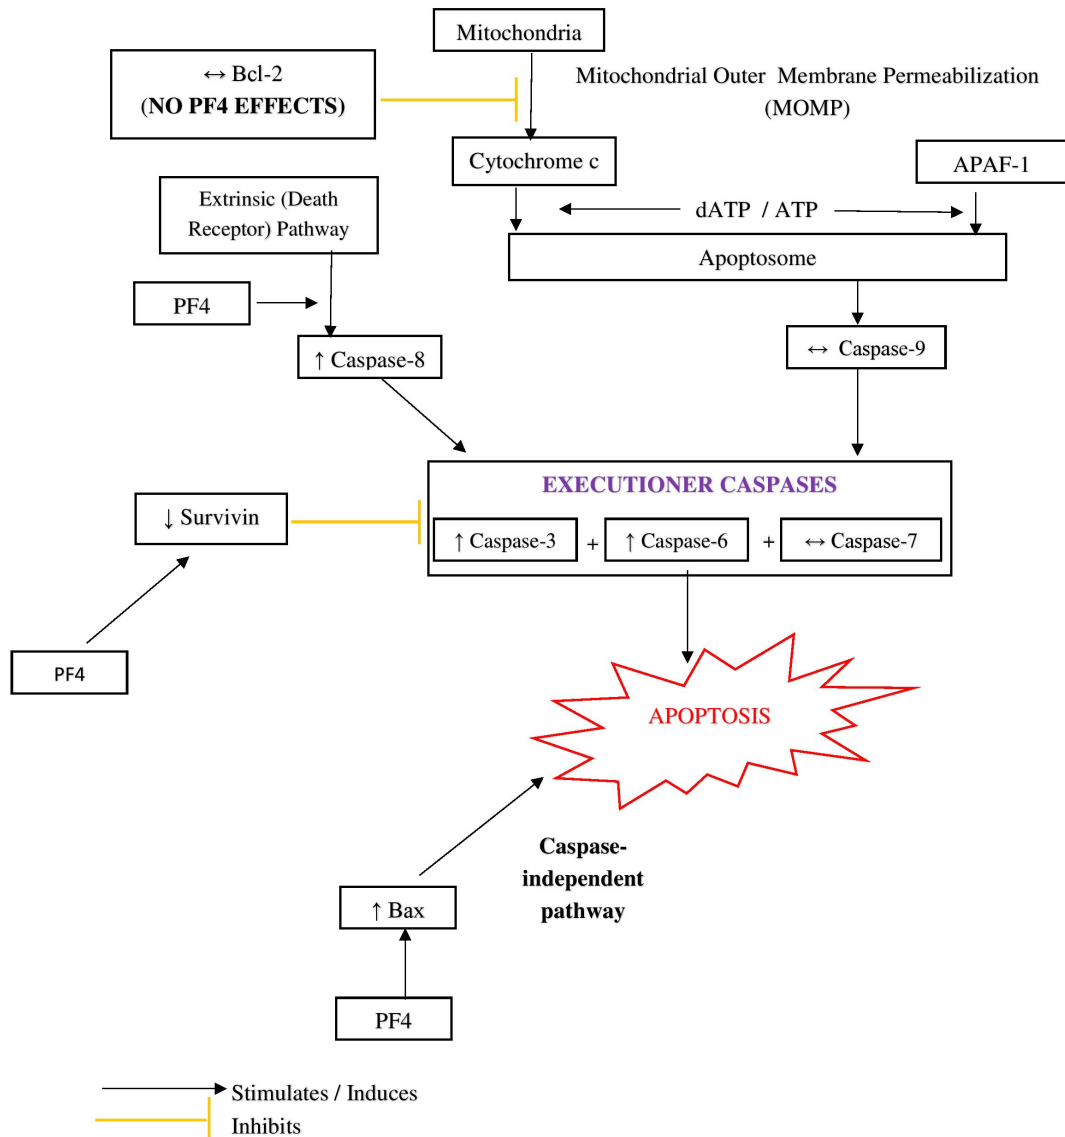 Mitochondria
↔ Bcl-2
(NO PF4 EFFECTS)
Mitochondrial Outer Membrane Permeabilization
(MOMP)
Cytochrome c
APAF-1
Extrinsic (Death
Receptor) Pathway
dATP / ATP
Apoptosome
PF4
↑ Caspase-8
↔ Caspase-9
EXECUTIONER CASPASES
↓ Survivin
↑ Caspase-3 + ↑ Caspase-6 + ↔ Caspase-7
PF4
APOPTOSIS
Caspase-
independent
pathway
↑ Bax
PF4
Stimulates / Induces
Inhibits